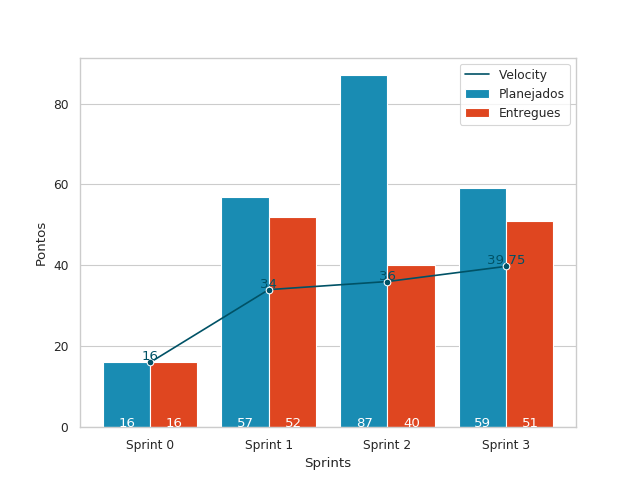 Velocity
Planejados
Entregues
Pontos
80
60
40
20
0
16
34
36
39.75
16
16
57
52
87
40
59
51
Sprint 0
Sprint 1
Sprint 2
Sprint 3
Sprints